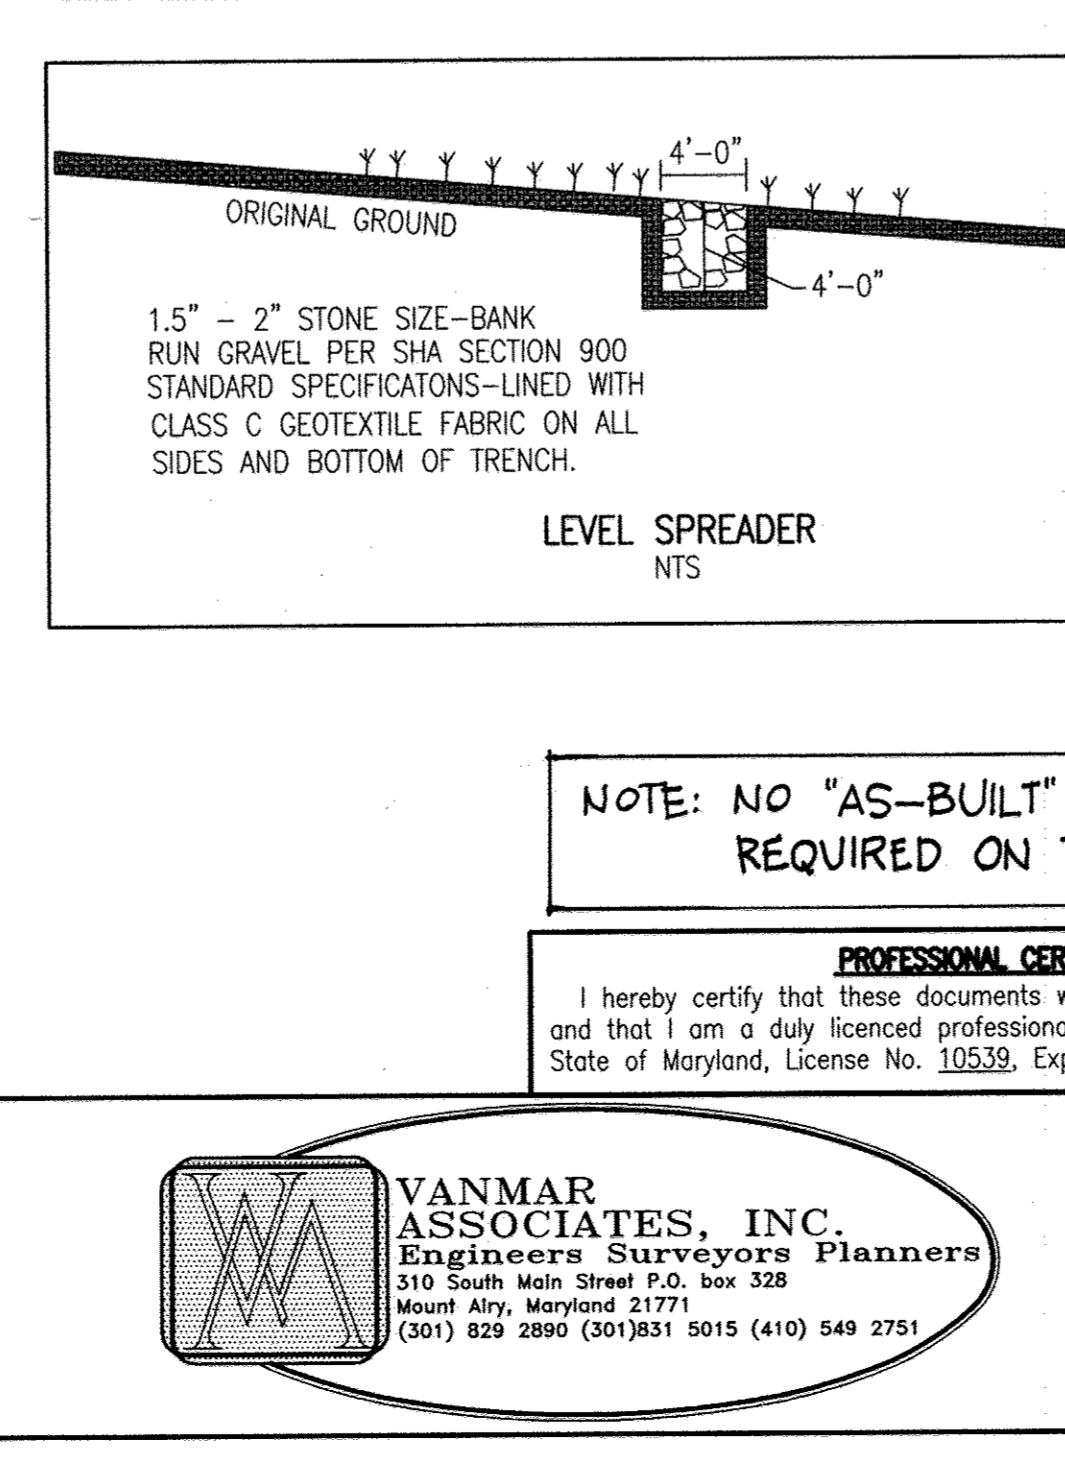 4'-0"
ORIGINAL GROUND
4'-0"
1.5" - 2" STONE SIZE-BANK
RUN GRAVEL PER SHA SECTION 900
STANDARD SPECIFICATONS-LINED WITH
CLASS C GEOTEXTILE FABRIC ON ALL
SIDES AND BOTTOM OF TRENCH.
LEVEL SPREADER
NTS
NOTE: NO "AS-BUILT"
REQUIRED ON
PROFESSIONAL CER
I hereby certify that these documents w
and that I am a duly licenced professiona
State of Maryland, License No. 10539, Exp
VANMAR
ASSOCIATES, INC.
Engineers Surveyors Planners
310 South Main Street P.O. box 328
Mount Airy, Maryland 21771
(301) 829 2890 (301)831 5015 (410) 549 2751